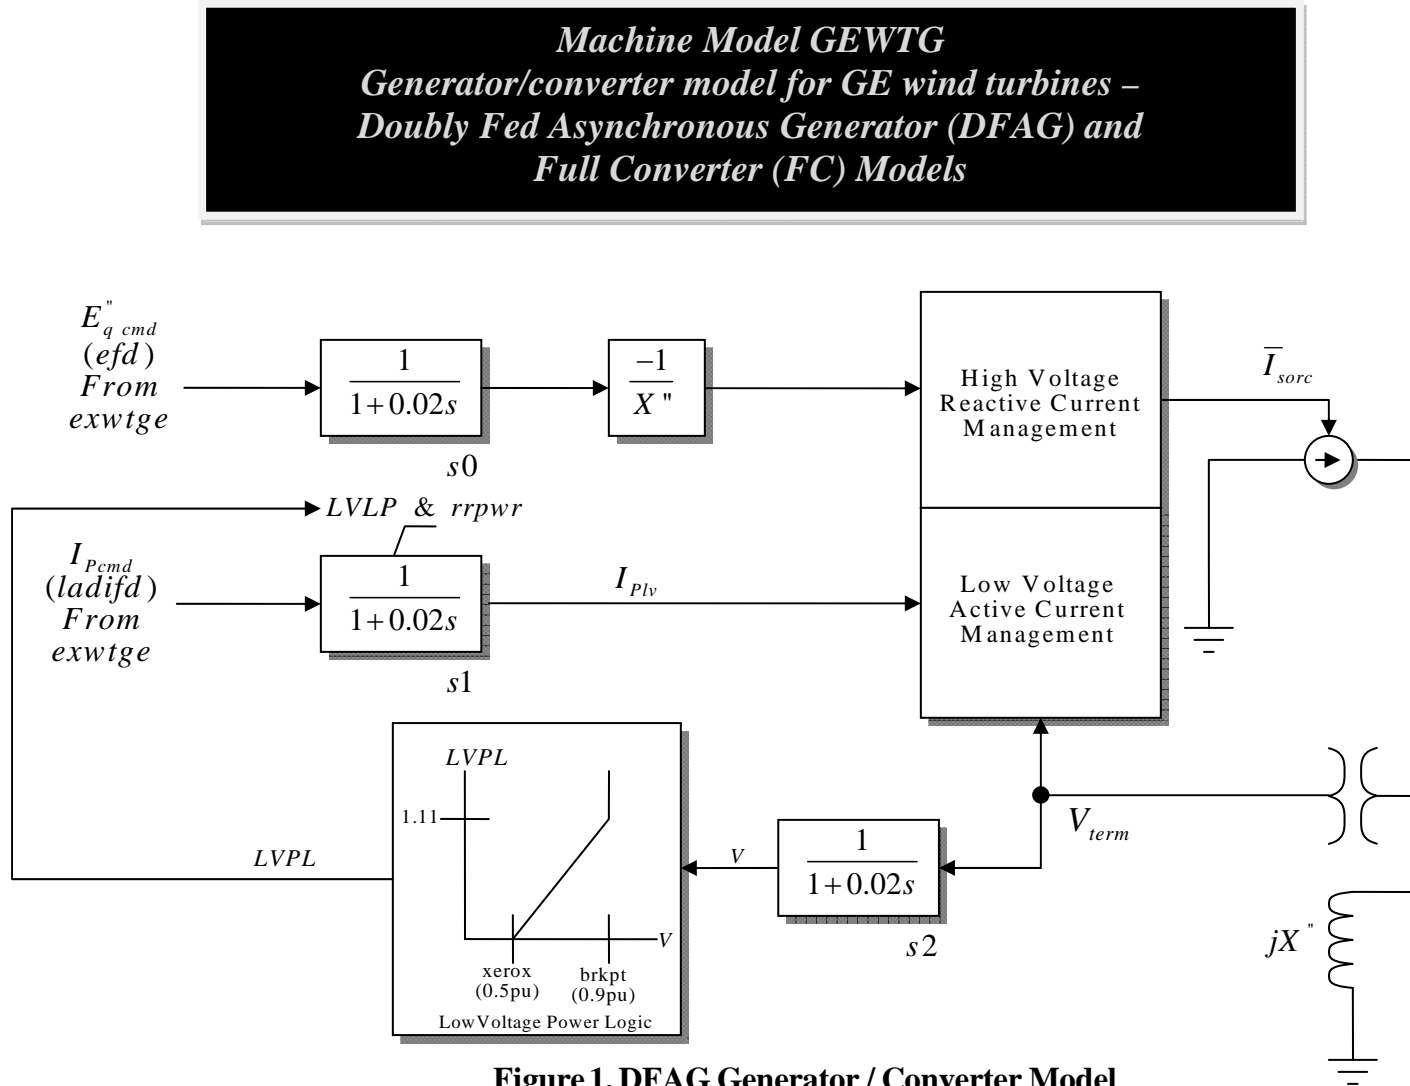 Machine Model GEWTG
Generator/converter model for GE wind turbines –
Doubly Fed Asynchronous Generator (DFAG) and
Full Converter (FC) Models
E"q cmd
(efd)
From
exwtge
1
1+0.02s
s0
−1
X"
High Voltage
Reactive Current
Management
Isorc
LVLP & rrpwr
IPcmd
(ladifd)
From
exwtge
1
1+0.02s
s1
IPlv
Low Voltage
Active Current
Management
LVPL
1.11
V
xerox
(0.5pu)
brkpt
(0.9pu)
LowVoltage Power Logic
LVPL
V
1
1+0.02s
s2
Vterm
jX"
Figure 1. DFAG Generator / Converter Model